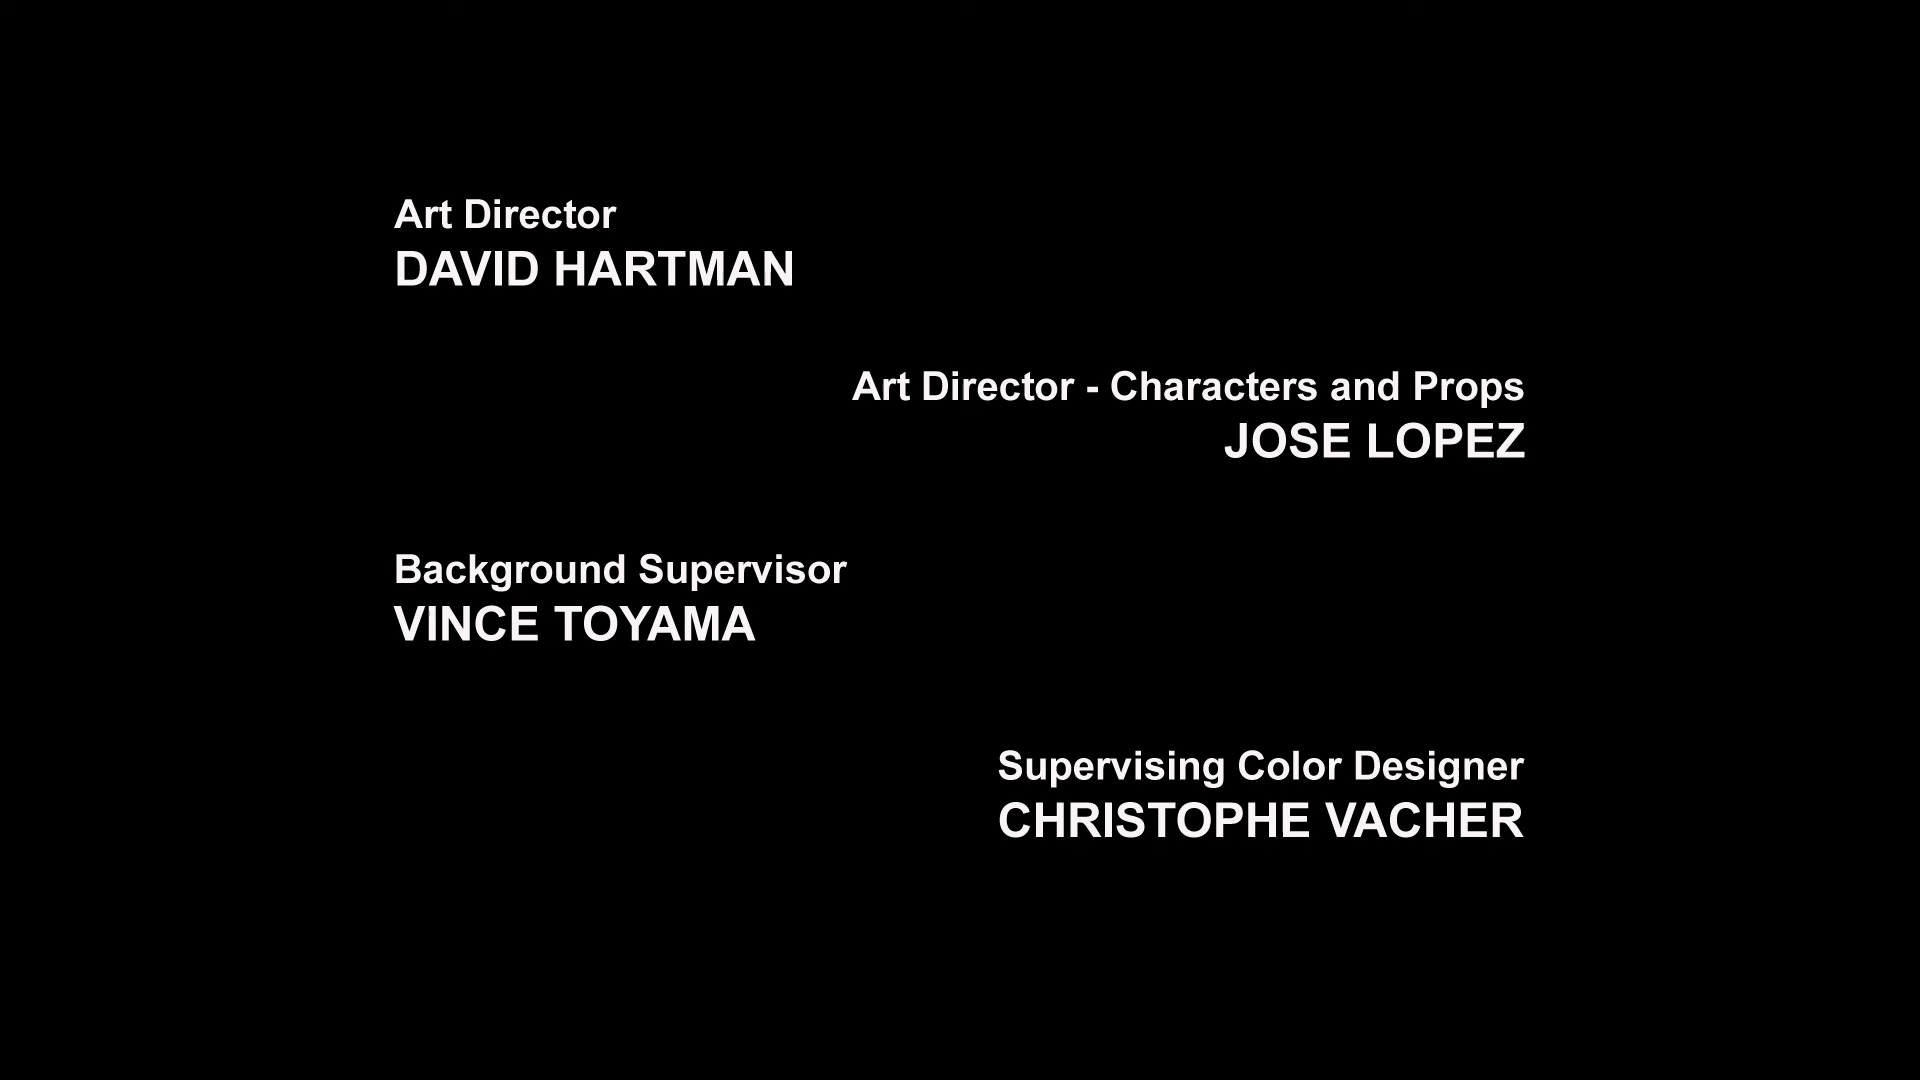 Art Director
DAVID HARTMAN
Art Director - Characters and Props
JOSE LOPEZ
Background Supervisor
VINCE TOYAMA
Supervising Color Designer
CHRISTOPHE VACHER